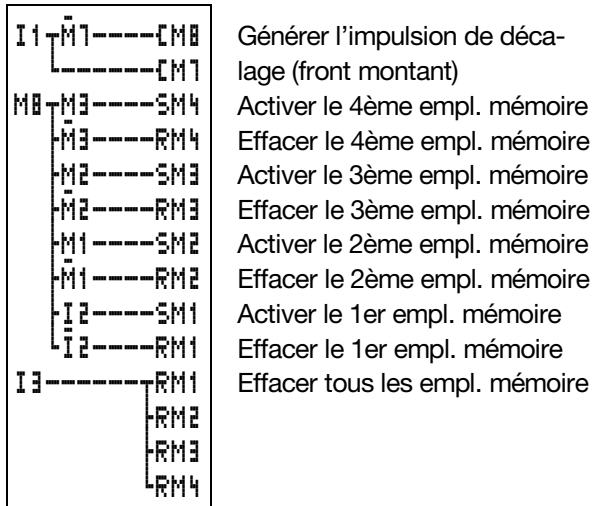 I1┬M̅7----[M8 Générer l’impulsion de déca-
└------[M7 lage (front montant)
M8┬M3----SM4 Activer le 4ème empl. mémoire
├M̅3----RM4 Effacer le 4ème empl. mémoire
├M2----SM3 Activer le 3ème empl. mémoire
├M̅2----RM3 Effacer le 3ème empl. mémoire
├M1----SM2 Activer le 2ème empl. mémoire
├M̅1----RM2 Effacer le 2ème empl. mémoire
├I2----SM1 Activer le 1er empl. mémoire
└I̅2----RM1 Effacer le 1er empl. mémoire
I3-------┬RM1 Effacer tous les empl. mémoire
├RM2
├RM3
└RM4